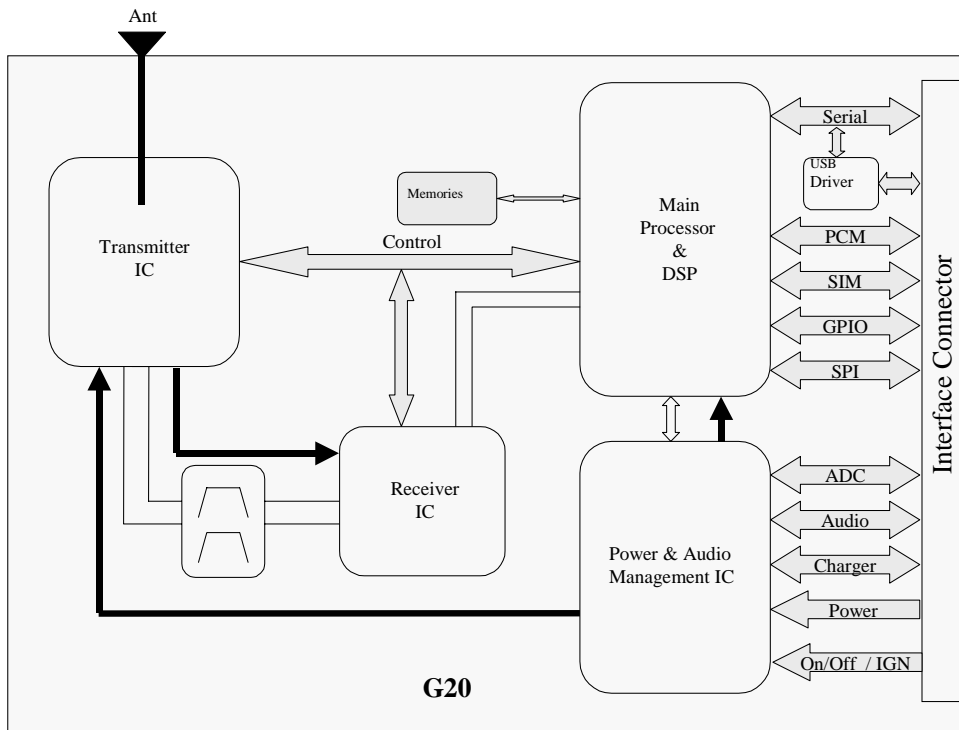 Ant
Transmitter
IC
Memories
Control
Main
Processor
&
DSP
Serial
USB
Driver
PCM
SIM
GPIO
SPI
Interface Connector
Receiver
IC
Power & Audio
Management IC
ADC
Audio
Charger
Power
On/Off / IGN
G20